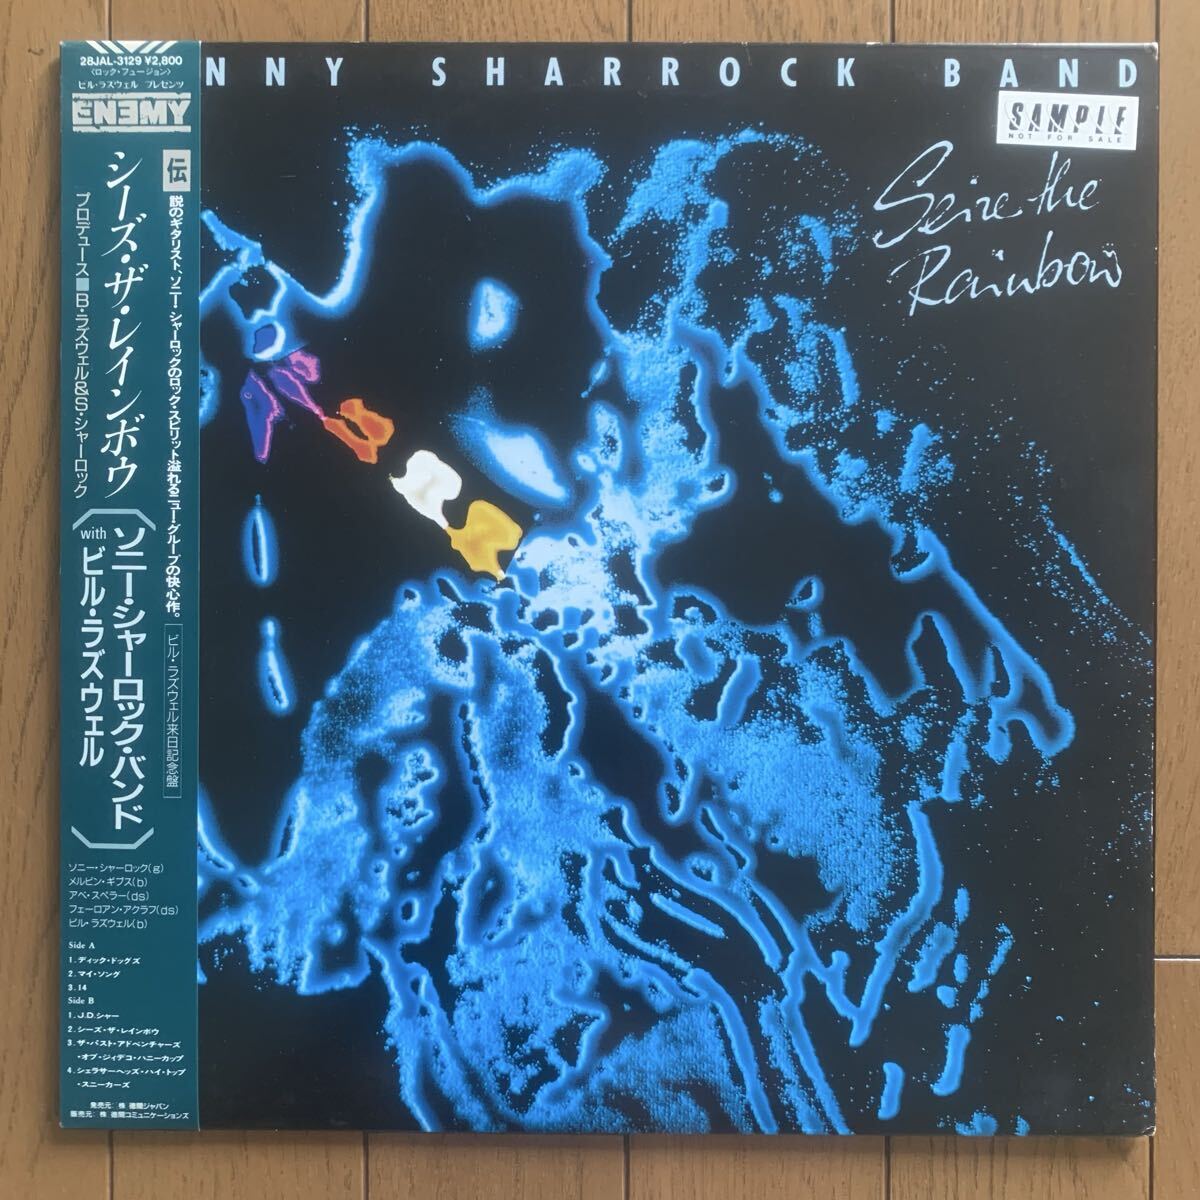 28JAL-3129 ¥2,800
〈ロック・フュージョン〉
ビル・ラズウェル プレゼンツ
ENEMY
シーズ・ザ・レインボウ
プロデュース■B・ラズウェル&S・シャーロック
〔ソニー・シャーロック・バンド
with ビル・ラズウェル〕
伝説のギタリスト、ソニー・シャーロックのロック・スピリット溢れるニュー・グループの快心作。
ビル・ラズウェル来日記念盤
ソニー・シャーロック(g)
メルビン・ギブス(b)
アベ・スペラー(ds)
フェーロアン・アクラフ(ds)
ビル・ラズウェル(b)
Side A
1. ディック・ドッグズ
2. マイ・ソング
3. 14
Side B
1. J.D.シャー
2. シーズ・ザ・レインボウ
3. ザ・パスト・アドベンチャーズ
・オブ・ジィデコ・ハニーカップ
4. シェラサーヘッズ・ハイ・トップ
・スニーカーズ
発売元: 株 徳間ジャパン
販売元: 株 徳間コミュニケーションズ
NNY SHARROCK BAND
SAMPLE
NOT FOR SALE
Seize the
Rainbow